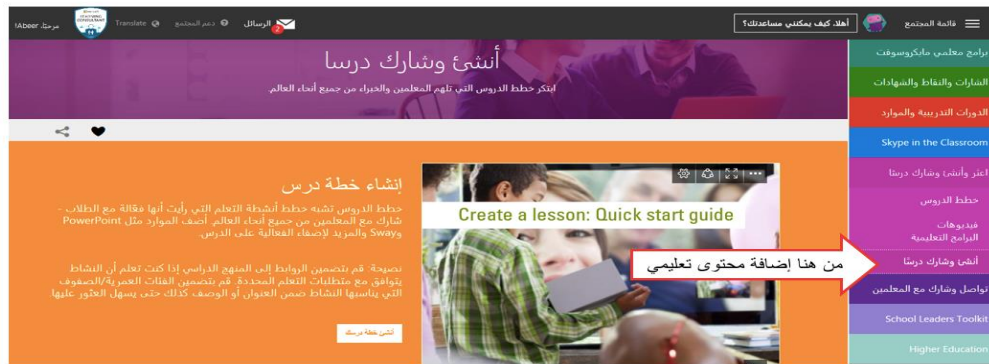 قائمة المجتمع
أهلا، كيف يمكنني مساعدتك؟
الرسائل
2
دعم المجتمع
Translate
مرحبًا، Abeer!
برامج معلمي مايكروسوفت
الشارات والنقاط والشهادات
الدورات التدريبية والموارد
Skype in the Classroom
اعثر وأنشئ وشارك درسًا
خطط الدروس
فيديوهات
البرامج التعليمية
أنشئ وشارك درسًا
تواصل وشارك مع المعلمين
School Leaders Toolkit
Higher Education
أنشئ وشارك درسا
ابتكر خطط الدروس التي تلهم المعلمين والخبراء من جميع أنحاء العالم.
Create a lesson: Quick start guide
من هنا إضافة محتوى تعليمي
إنشاء خطة درس
خطط الدروس تشبه خطط أنشطة التعلم التي رأيت أنها فعّالة مع الطلاب –
شارك مع المعلمين من جميع أنحاء العالم. أضف الموارد مثل PowerPoint
وSway والمزيد لإضفاء الفعالية على الدرس.
نصيحة: قم بتضمين الروابط إلى المنهج الدراسي إذا كنت تعلم أن النشاط
يتوافق مع متطلبات التعلم المحددة. قم بتضمين الفئات العمرية/الصفوف
التي يناسبها النشاط ضمن العنوان أو الوصف كذلك حتى يسهل العثور عليها.
أنشئ خطة درسك